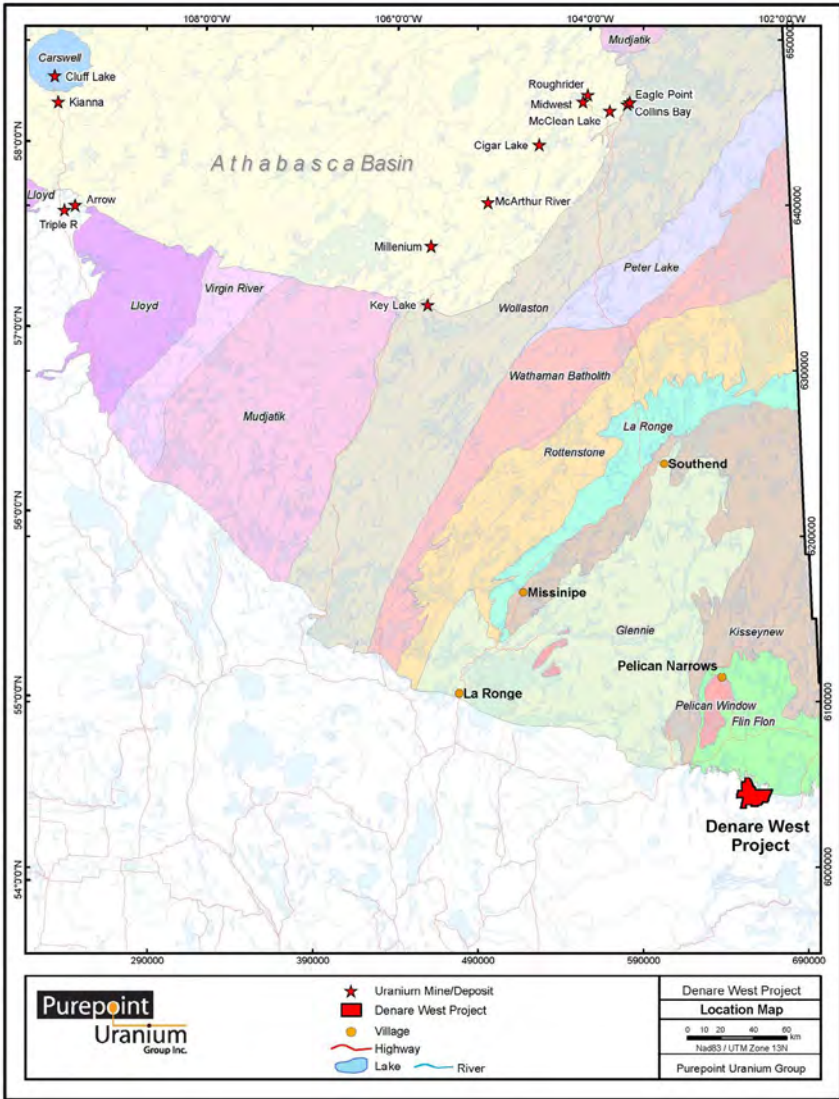 108°0'0"W
106°0'0"W
104°0'0"W
102°0'0"W
Mudjatik
6500000
Carswell
Cluff Lake
Kianna
Roughrider
Midwest
McClean Lake
Eagle Point
Collins Bay
58°0'0"N
Cigar Lake
Athabasca Basin
Lloyd
Arrow
Triple R
McArthur River
6400000
Millenium
Peter Lake
Virgin River
Lloyd
Key Lake
Wollaston
57°0'0"N
6300000
Wathaman Batholith
Mudjatik
La Ronge
Rottenstone
Southend
56°0'0"N
6200000
Missinipe
Glennie
Kisseynew
Pelican Narrows
La Ronge
55°0'0"N
Pelican Window
6100000
Flin Flon
Denare West
Project
54°0'0"N
6000000
290000
390000
490000
590000
690000
Purepoint
Uranium
Group Inc.
Uranium Mine/Deposit
Denare West Project
Village
Highway
Lake
River
Denare West Project
Location Map
0 10 20 40 60
km
Nad83 / UTM Zone 13N
Purepoint Uranium Group